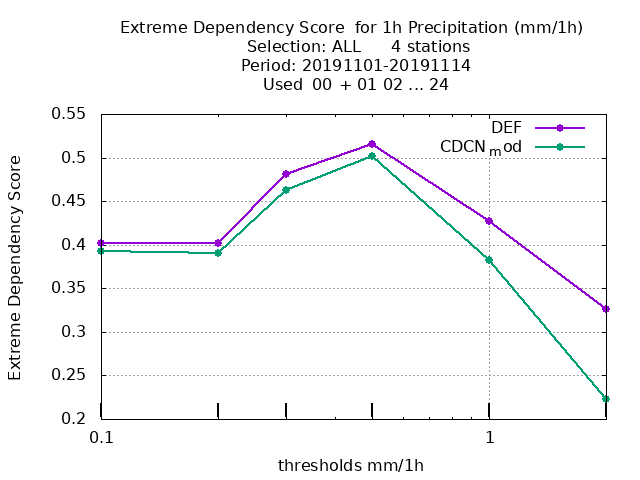 Extreme Dependency Score  for 1h Precipitation (mm/1h)
Selection: ALL      4 stations
Period: 20191101-20191114
Used  00  + 01 02 ... 24
0.55
0.5
0.45
0.4
0.35
0.3
0.25
0.2
Extreme Dependency Score
DEF
CDCNmod
0.1
1
thresholds mm/1h